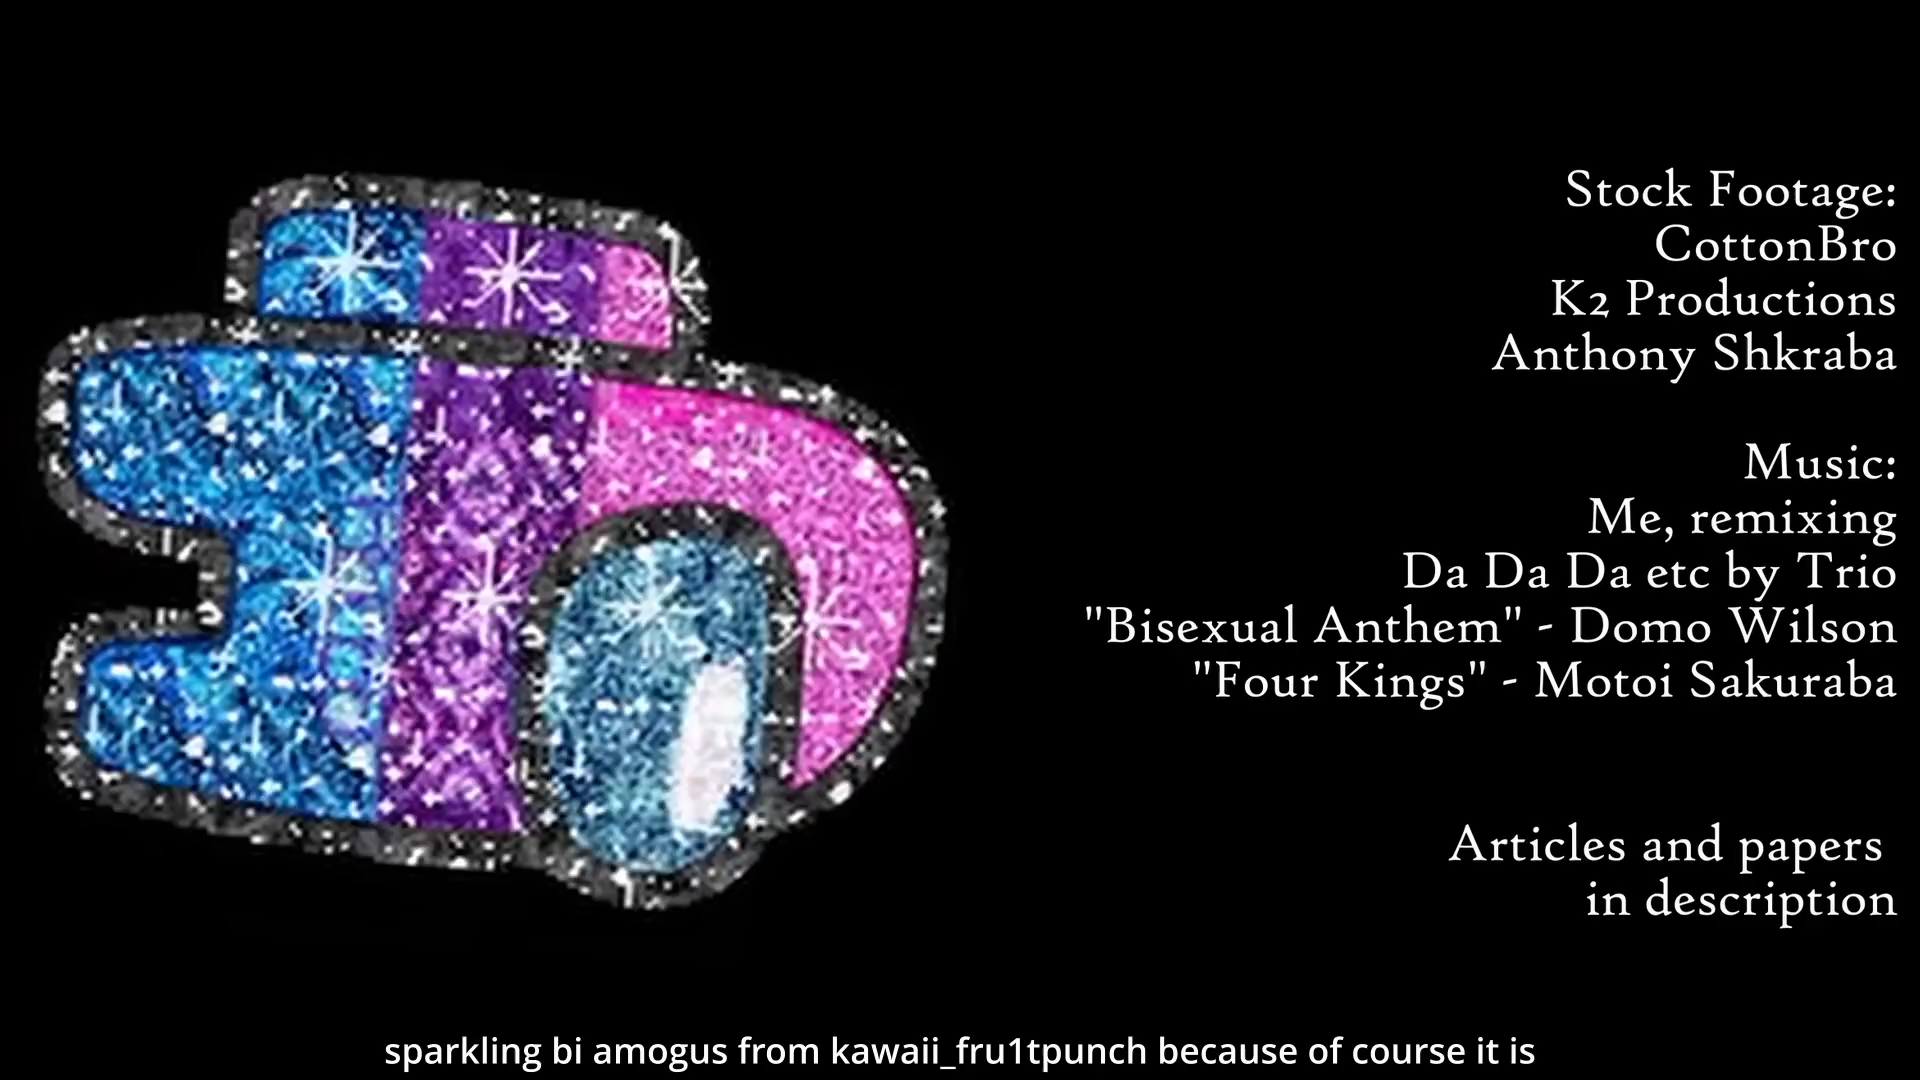 Stock Footage:
CottonBro
K2 Productions
Anthony Shkraba
Music:
Me, remixing
Da Da Da etc by Trio
"Bisexual Anthem" - Domo Wilson
"Four Kings" - Motoi Sakuraba
Articles and papers
in description
sparkling bi amogus from kawaii_fru1tpunch because of course it is